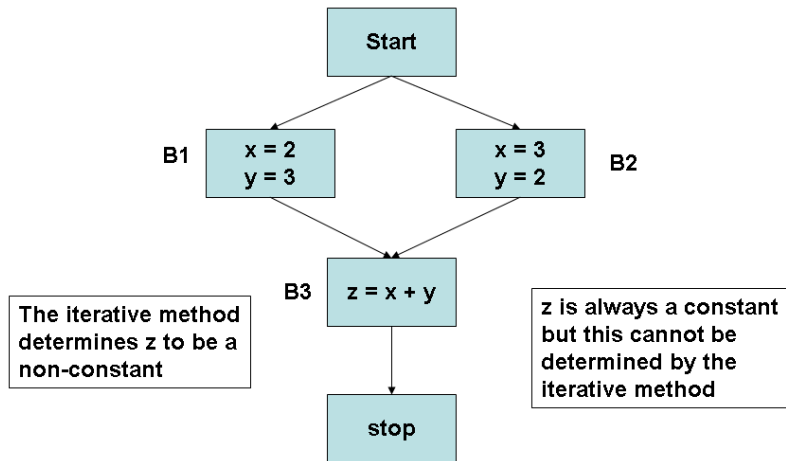 Start
B1
x = 2
y = 3
x = 3
y = 2
B2
B3
z = x + y
The iterative method
determines z to be a
non-constant
z is always a constant
but this cannot be
determined by the
iterative method
stop